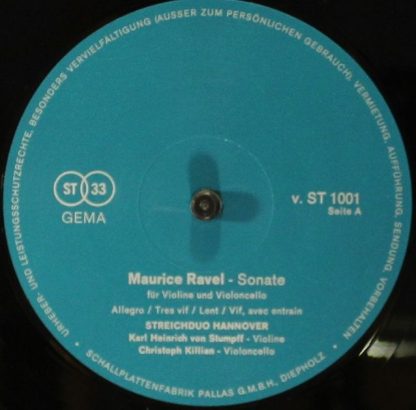 URHEBER- UND LEISTUNGSSCHUTZRECHTE, BESONDERS VERVIELFÄLTIGUNG (AUSSER ZUM PERSÖNLICHEN GEBRAUCH), VERMIETUNG, AUFFÜHRUNG, SENDUNG, VORBEHALTEN
ST 33
GEMA
v. ST 1001
Seite A
Maurice Ravel - Sonate
für Violine und Violoncello
Allegro / Tres vif / Lent / Vif, avec entrain
STREICHDUO HANNOVER
Karl Heinrich von Stumpff - Violine
Christoph Killian - Violoncello
• SCHALLPLATTENFABRIK PALLAS G.M.B.H. DIEPHOLZ •